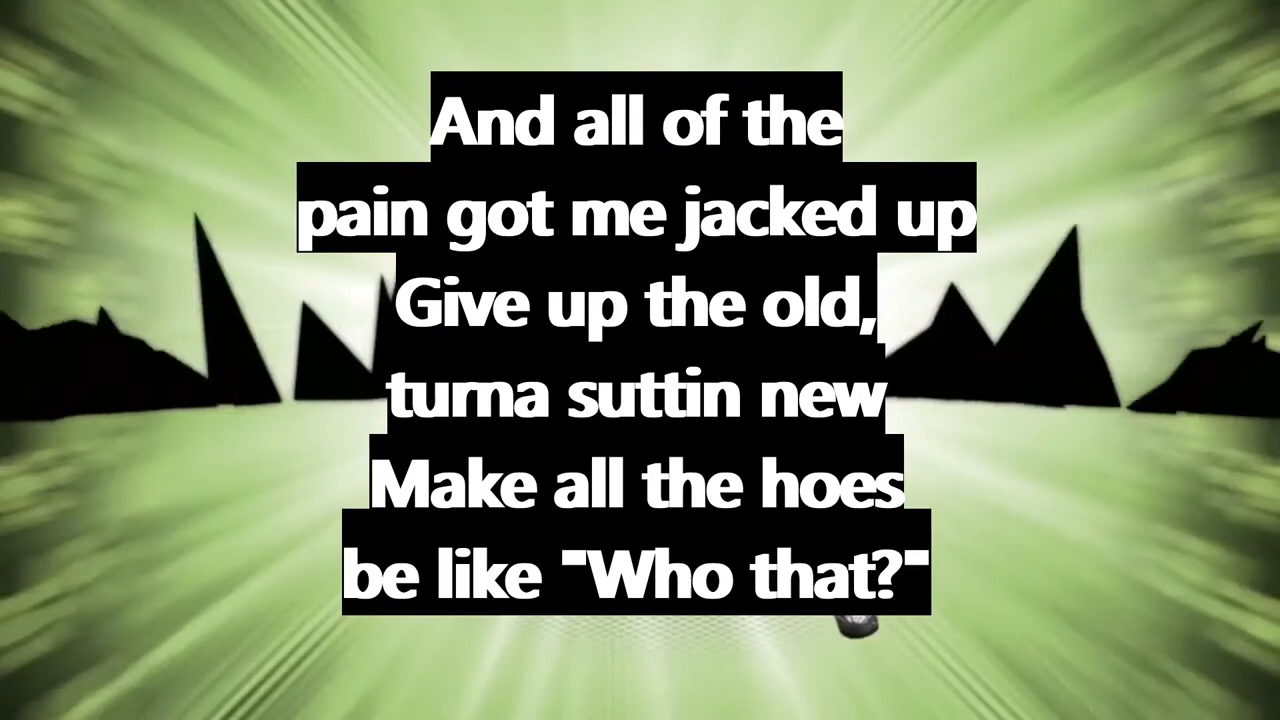 And all of the
pain got me jacked up
Give up the old,
turna suttin new
Make all the hoes
be like "Who that?"